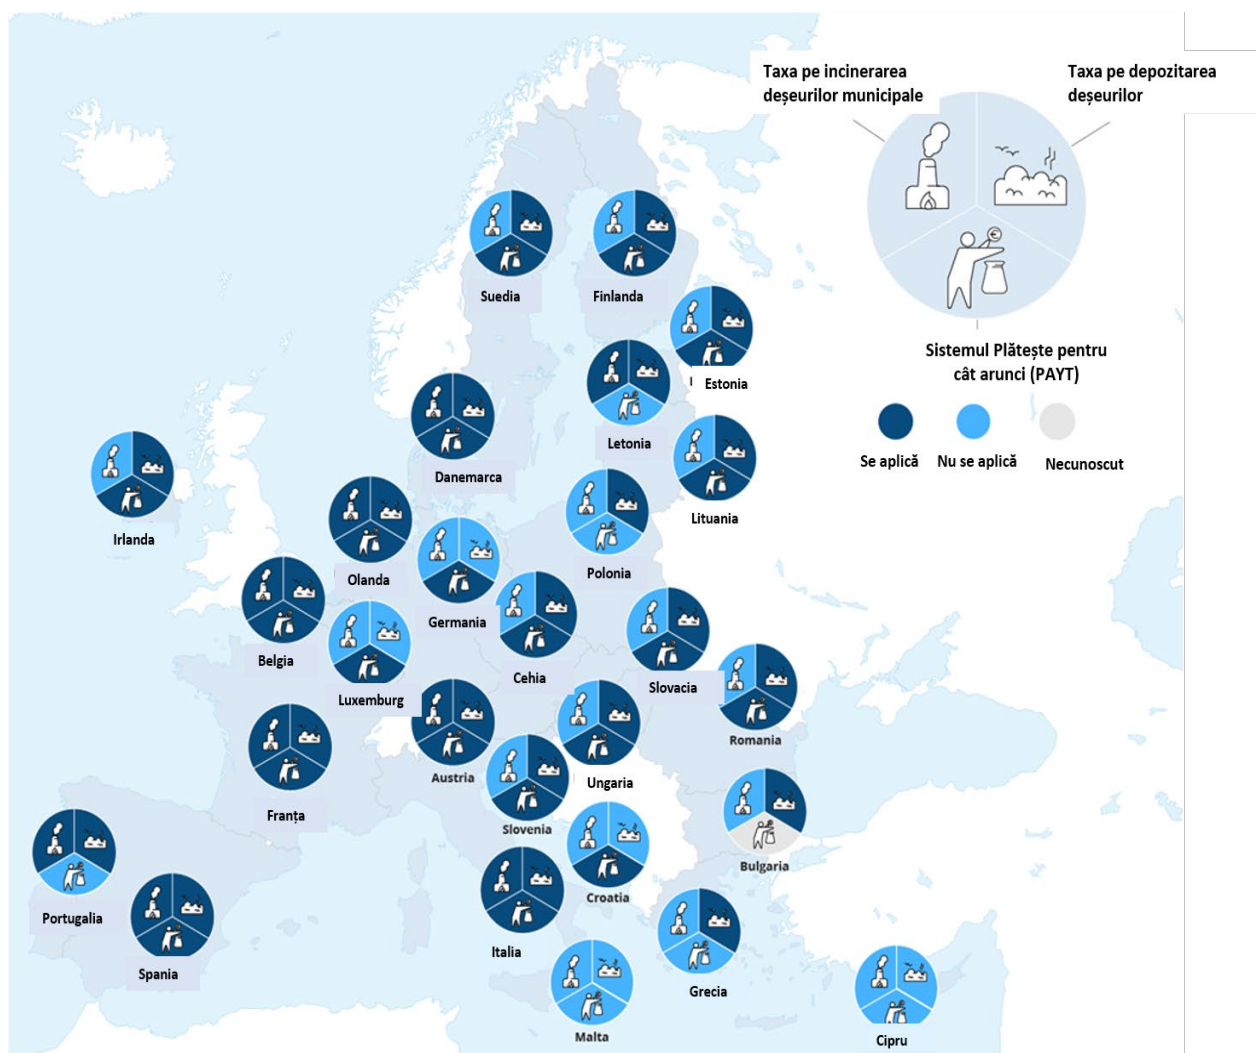 Taxa pe incinerarea
deșeurilor municipale
Taxa pe depozitarea
deșeurilor
Sistemul Plătește pentru
cât arunci (PAYT)
Se aplică
Nu se aplică
Necunoscut
Suedia
Finlanda
Estonia
Letonia
Danemarca
Lituania
Irlanda
Olanda
Polonia
Germania
Belgia
Cehia
Slovacia
Luxemburg
Romania
Austria
Ungaria
Franța
Slovenia
Bulgaria
Croatia
Portugalia
Italia
Spania
Grecia
Malta
Cipru